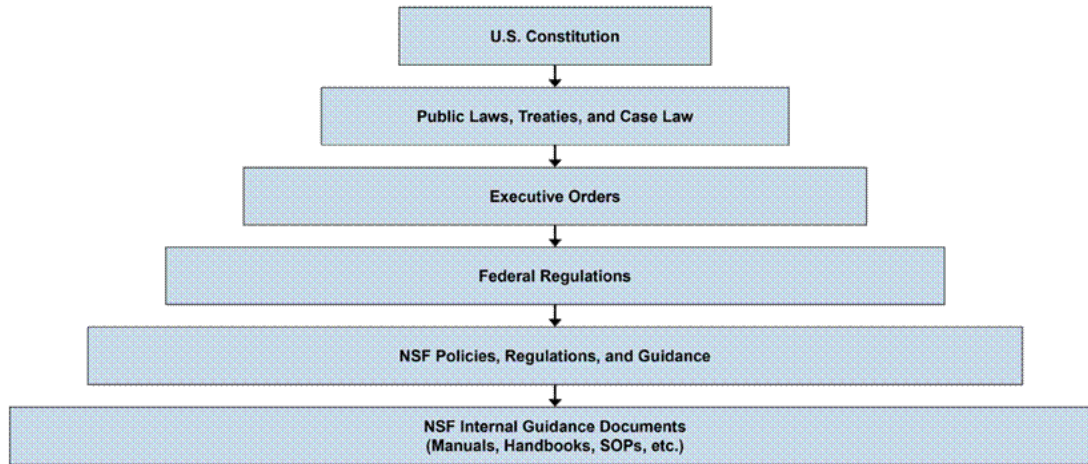 U.S. Constitution
Public Laws, Treaties, and Case Law
Executive Orders
Federal Regulations
NSF Policies, Regulations, and Guidance
NSF Internal Guidance Documents
(Manuals, Handbooks, SOPs, etc.)